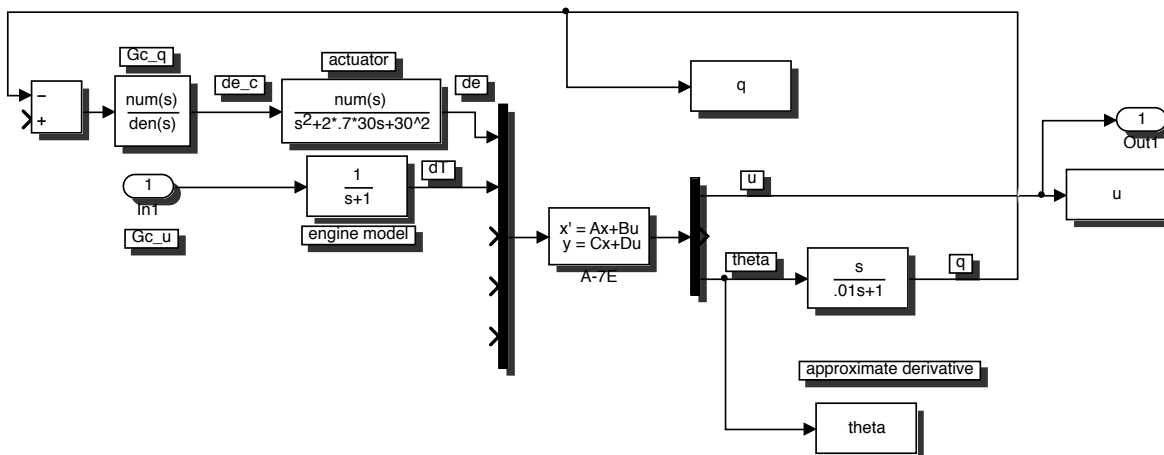 Gc_q
actuator
de_c
de
−
+
num(s)
den(s)
num(s)
s2+2*.7*30s+30^2
q
1
Out1
1
In1
Gc_u
1
s+1
dT
engine model
x' = Ax+Bu
y = Cx+Du
A-7E
u
u
theta
s
.01s+1
q
approximate derivative
theta